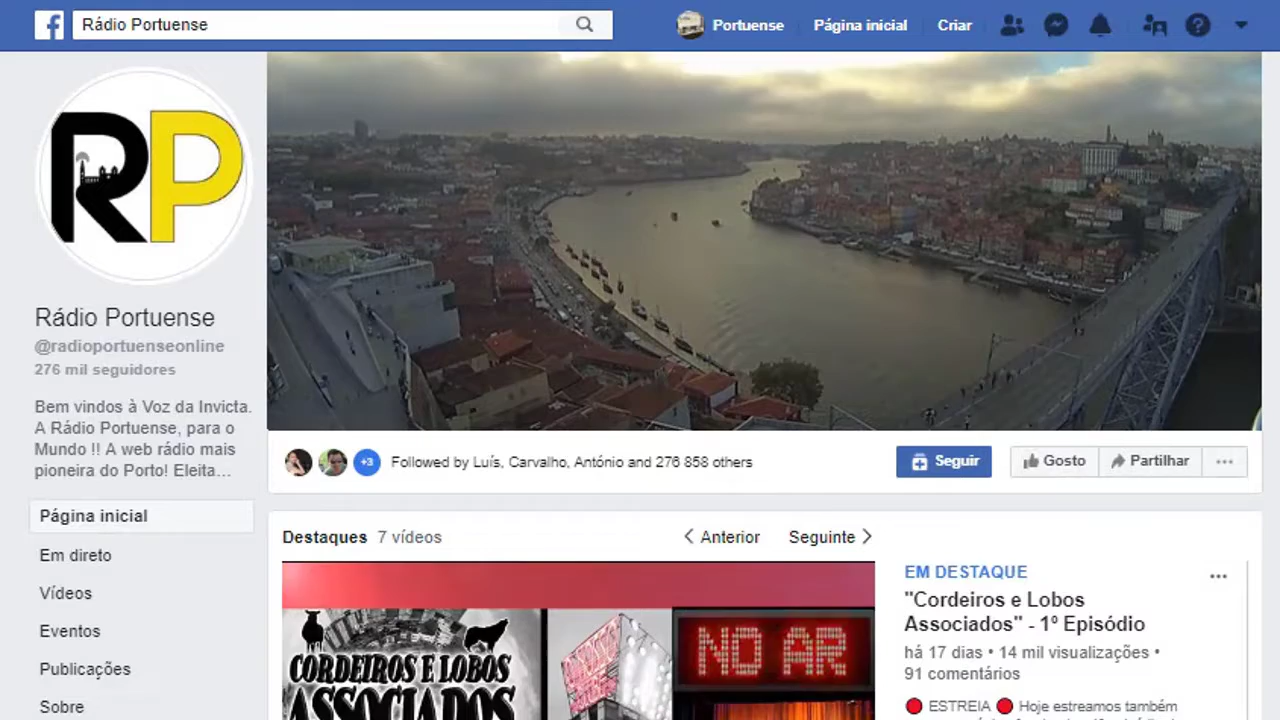 Rádio Portuense
Portuense
Página inicial
Criar
RP
Rádio Portuense
@radioportuenseonline
276 mil seguidores
Bem vindos à Voz da Invicta.
A Rádio Portuense, para o
Mundo !! A web rádio mais
pioneira do Porto! Eleita...
Página inicial
Em direto
Vídeos
Eventos
Publicações
Sobre
+3 Followed by Luís, Carvalho, António and 276 858 others
Seguir
Gosto
Partilhar
Destaques 7 vídeos
Anterior
Seguinte
CORDEIROS E LOBOS
ASSOCIADOS
NO AR
EM DESTAQUE
"Cordeiros e Lobos
Associados" - 1º Episódio
há 17 dias • 14 mil visualizações •
91 comentários
ESTREIA Hoje estreamos também